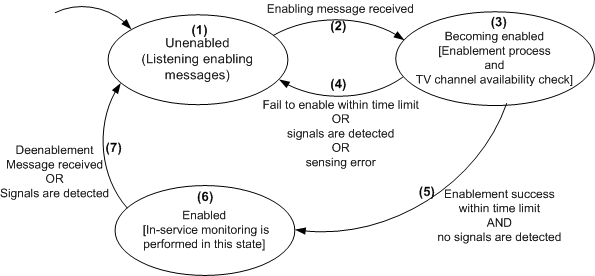 (1)
Unenabled
(Listening enabling
messages)
Enabling message received
(2)
(3)
Becoming enabled
[Enablement process
and
TV channel availability check]
(4)
Fail to enable within time limit
OR
signals are detected
OR
sensing error
(5)
Enablement success
within time limit
AND
no signals are detected
(6)
Enabled
[In-service monitoring is
performed in this state]
(7)
Deenablement
Message received
OR
Signals are detected